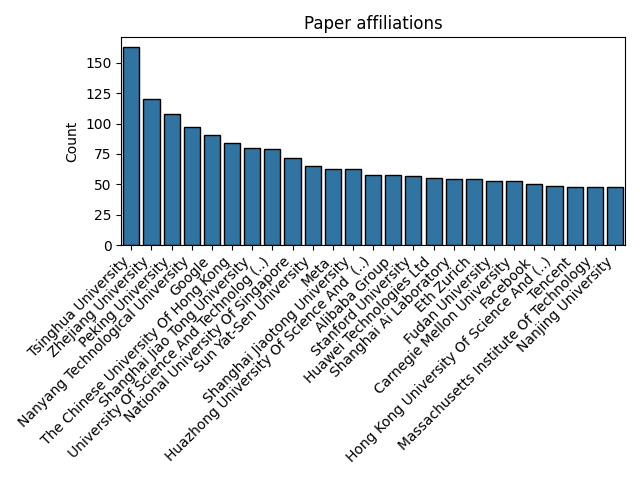 Paper affiliations
Count
150
125
100
75
50
25
0
Tsinghua University
Zhejiang University
Peking University
Nanyang Technological University
Google
The Chinese University Of Hong Kong
Shanghai Jiao Tong University
University Of Science And Technolog (..)
National University Of Singapore
Sun Yat-Sen University
Meta
Shanghai Jiaotong University
Huazhong University Of Science And (..)
Alibaba Group
Stanford University
Huawei Technologies Ltd
Shanghai Ai Laboratory
Eth Zurich
Fudan University
Carnegie Mellon University
Facebook
Hong Kong University Of Science And (..)
Tencent
Massachusetts Institute Of Technology
Nanjing University